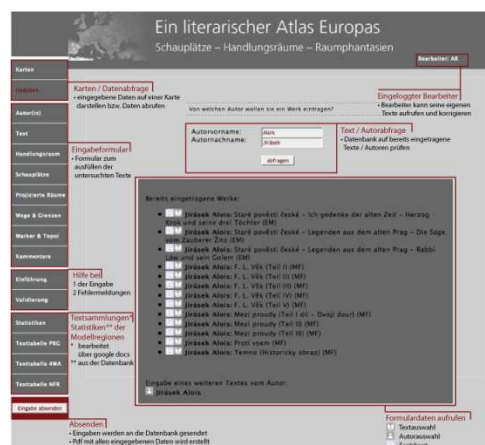 Ein literarischer Atlas Europas
Schauplätze – Handlungsräume – Raumphantasien
Bearbeiter: AR
Karten
Updaten
Autor(in)
Text
Handlungsraum
Schauplätze
Projizierte Räume
Wege & Grenzen
Marker & Topoi
Kommentare
Einführung
Validierung
Statistiken
Texttabelle PRG
Texttabelle 4WA
Texttabelle NFR
Eingabe absenden
Karten / Datenabfrage
• eingegebene Daten auf einer Karte
darstellen bzw. Daten abrufen
Eingeloggter Bearbeiter
• Bearbeiter kann seine eigenen
Texte aufrufen und korrigieren
Von welchen Autor wollen sie ein Werk eintragen?
Autorvorname: Alois
Autornachname: Jirásek
abfragen
Text / Autorabfrage
• Datenbank auf bereits eingetragene
Texte / Autoren prüfen
Eingabeformular
• Formular zum
ausfüllen der
untersuchten Texte
Bereits eingetragene Werke:
• Jirásek Alois: Staré pověsti české – Ich gedenke der alten Zeit – Herzog
Krok und seine drei Töchter (EM)
• Jirásek Alois: Staré pověsti české – Legenden aus dem alten Prag – Die Sage
vom Zauberer Žito (EM)
• Jirásek Alois: Staré pověsti české – Legenden aus dem alten Prag – Rabbi
Löw und sein Golem (EM)
• Jirásek Alois: F. L. Věk (Teil I) (MF)
• Jirásek Alois: F. L. Věk (Teil II) (MF)
• Jirásek Alois: F. L. Věk (Teil III) (MF)
• Jirásek Alois: F. L. Věk (Teil IV) (MF)
• Jirásek Alois: F. L. Věk (Teil V) (MF)
• Jirásek Alois: Mezi proudy (Teil I díl – Dvojí dvur) (MF)
• Jirásek Alois: Mezi proudy (Teil II) (MF)
• Jirásek Alois: Mezi proudy (Teil III) (MF)
• Jirásek Alois: Proti vsem (MF)
• Jirásek Alois: Temno (Historický obraz) (MF)
Eingabe eines weiteren Textes vom Autor:
Jirásek Alois
Hilfe bei
1 der Eingabe
2 Fehlermeldungen
Textsammlungen*
Statistiken** der
Modellregionen
* bearbeitet
über google docs
** aus der Datenbank
Absenden
• Eingaben werden an die Datenbank gesendet
• Pdf mit allen eingegebenen Daten wird erstellt
Formulardaten aufrufen
Textauswahl
Autorauswahl